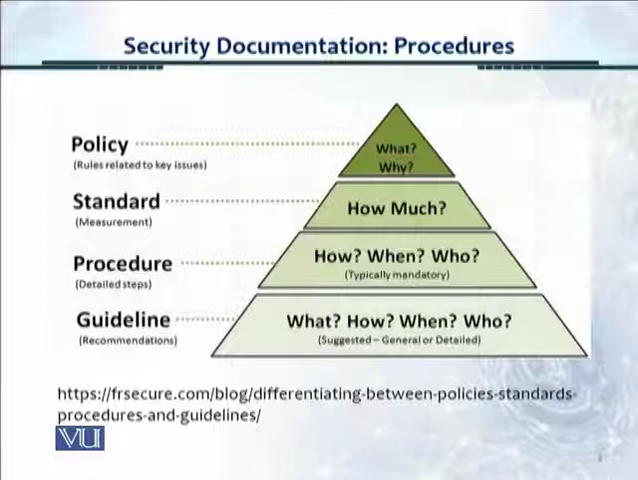 Security Documentation: Procedures
Policy
(Rules related to key issues)
What?
Why?
Standard
(Measurement)
How Much?
Procedure
(Detailed steps)
How? When? Who?
(Typically mandatory)
Guideline
(Recommendations)
What? How? When? Who?
(Suggested – General or Detailed)
https://frsecure.com/blog/differentiating-between-policies-standards-
procedures-and-guidelines/
VU